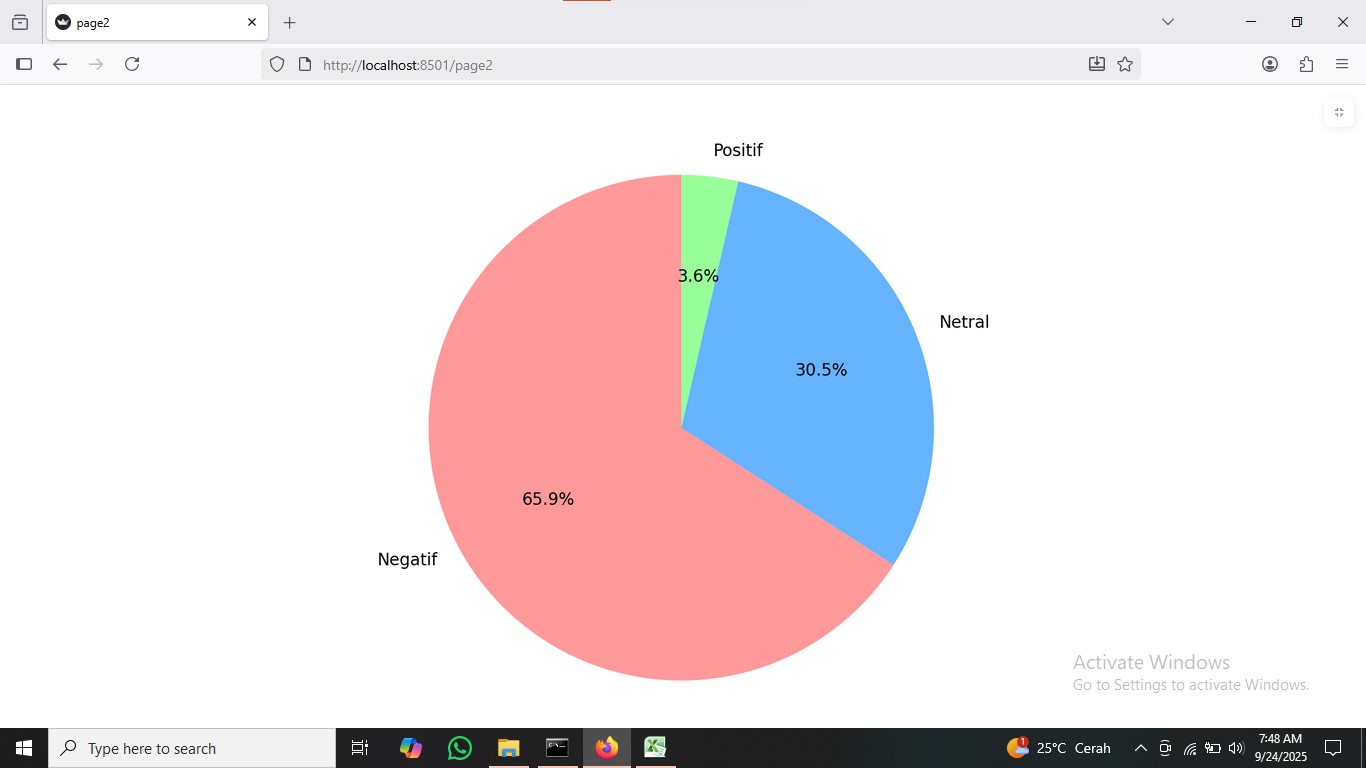 page2
http://localhost:8501/page2
Positif
3.6%
Netral
30.5%
65.9%
Negatif
Activate Windows
Go to Settings to activate Windows.
Type here to search
1
25°C Cerah
7:48 AM
9/24/2025